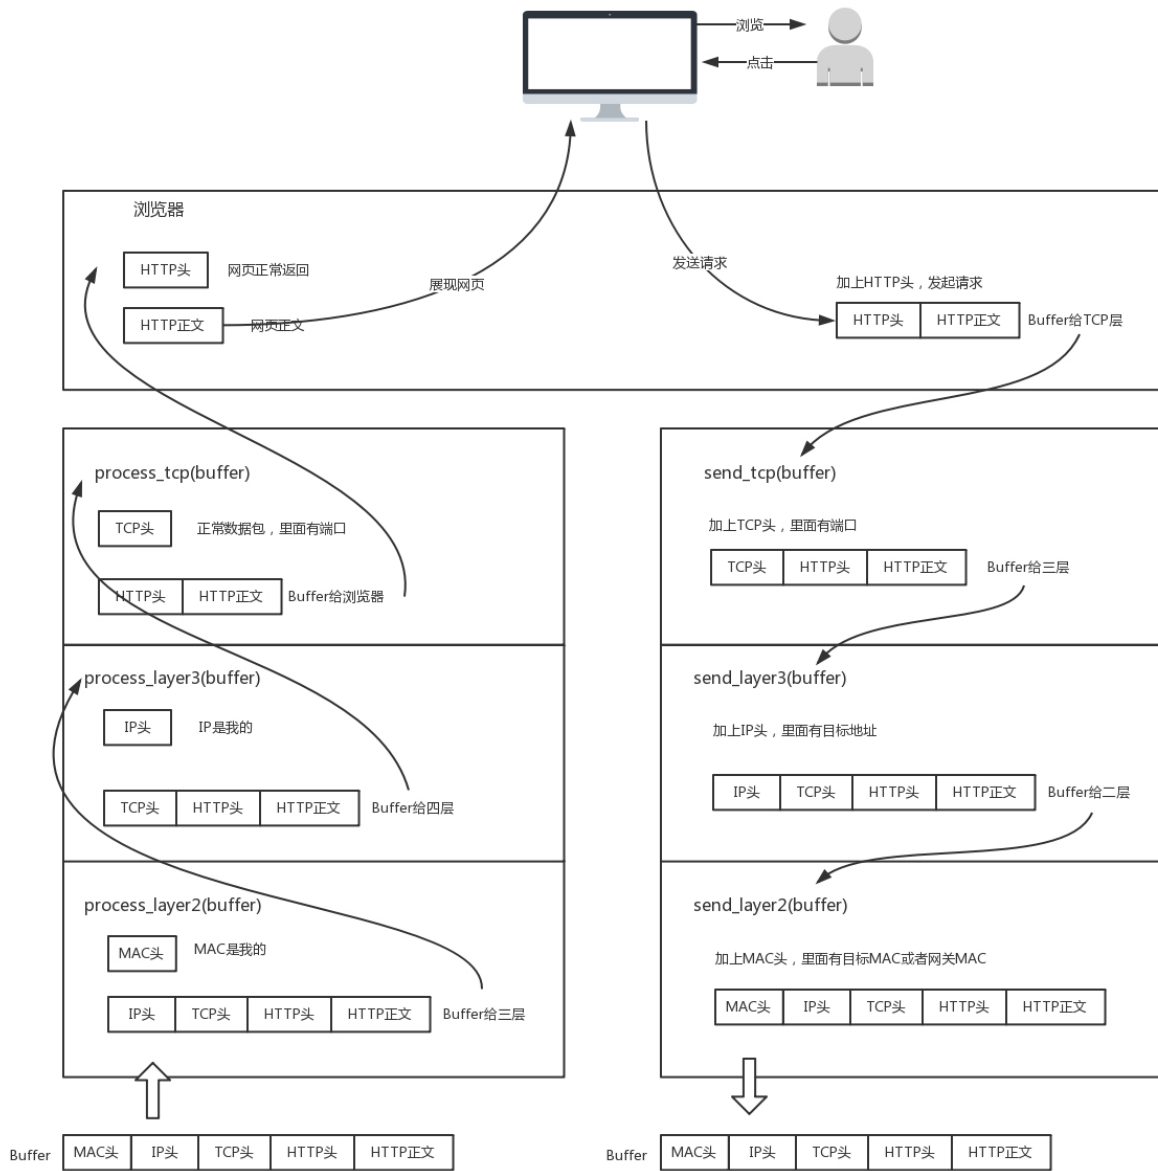 浏览
点击
浏览器
HTTP头 网页正常返回
展现网页
发送请求
加上HTTP头，发起请求
HTTP正文 网页正文
HTTP头 HTTP正文 Buffer给TCP层
process_tcp(buffer)
TCP头 正常数据包，里面有端口
HTTP头 HTTP正文 Buffer给浏览器
process_layer3(buffer)
IP头 IP是我的
TCP头 HTTP头 HTTP正文 Buffer给四层
process_layer2(buffer)
MAC头 MAC是我的
IP头 TCP头 HTTP头 HTTP正文 Buffer给三层
Buffer MAC头 IP头 TCP头 HTTP头 HTTP正文
send_tcp(buffer)
加上TCP头，里面有端口
TCP头 HTTP头 HTTP正文 Buffer给三层
send_layer3(buffer)
加上IP头，里面有目标地址
IP头 TCP头 HTTP头 HTTP正文 Buffer给二层
send_layer2(buffer)
加上MAC头，里面有目标MAC或者网关MAC
MAC头 IP头 TCP头 HTTP头 HTTP正文
Buffer MAC头 IP头 TCP头 HTTP头 HTTP正文